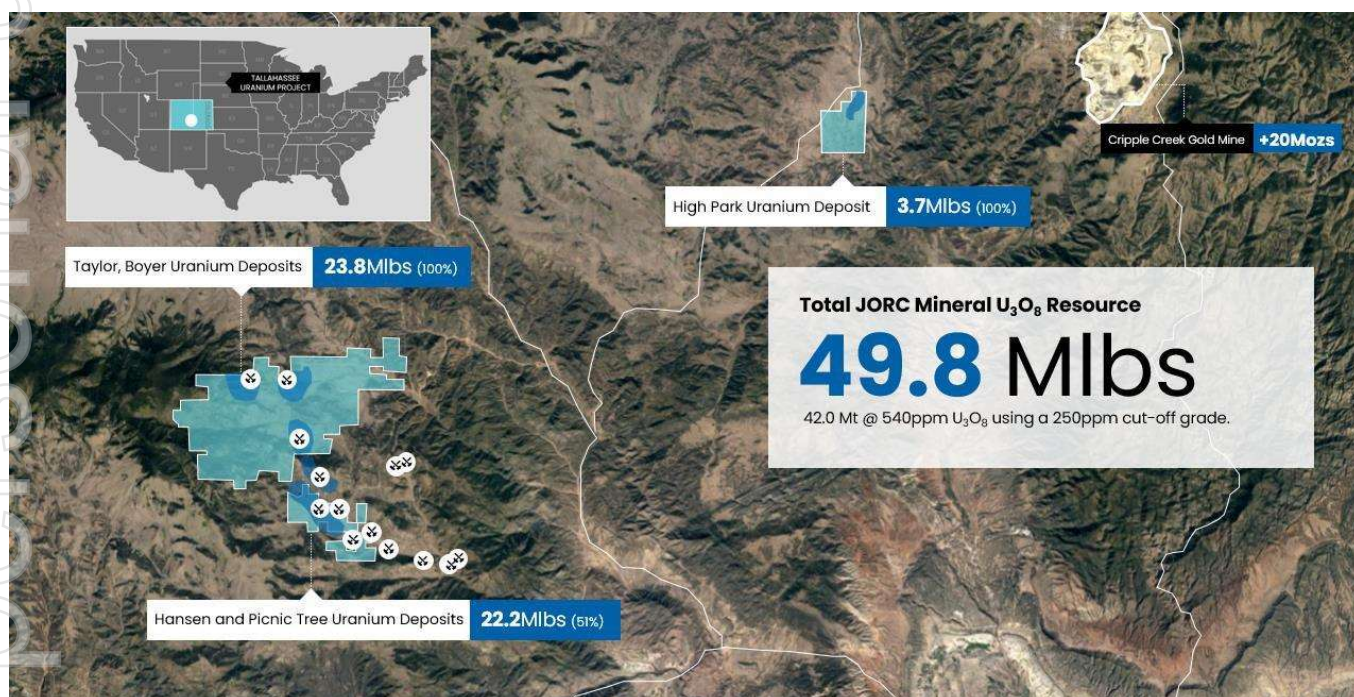 TALLAHASSEE
URANIUM PROJECT
Cripple Creek Gold Mine +20Mozs
High Park Uranium Deposit 3.7Mlbs (100%)
Taylor, Boyer Uranium Deposits 23.8Mlbs (100%)
Total JORC Mineral U₃O₈ Resource
49.8 Mlbs
42.0 Mt @ 540ppm U₃O₈ using a 250ppm cut-off grade.
Hansen and Picnic Tree Uranium Deposits 22.2Mlbs (51%)